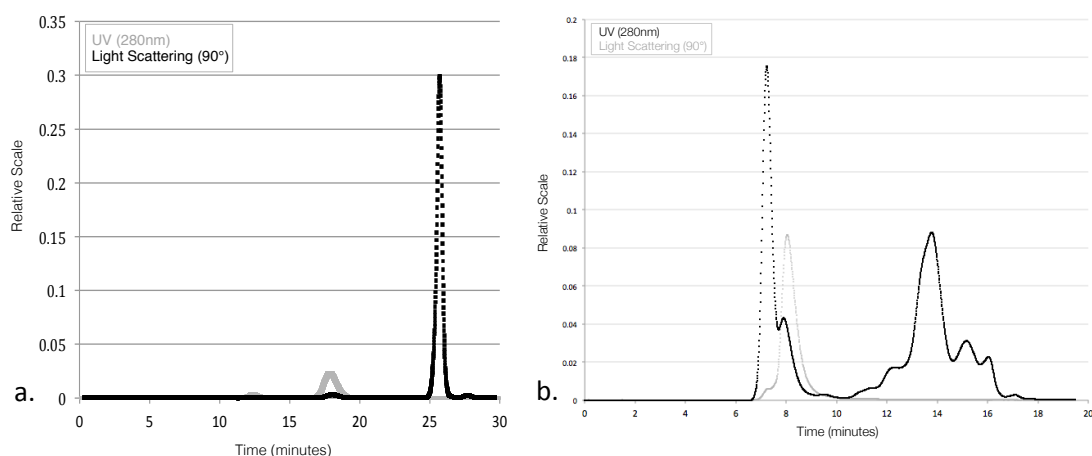 UV (280nm)
Light Scattering (90°)
0.35
0.3
0.25
0.2
0.15
0.1
0.05
0
Relative Scale
0 5 10 15 20 25 30
Time (minutes)
a.
UV (280nm)
Light Scattering (90°)
0.2
0.18
0.16
0.14
0.12
0.1
0.08
0.06
0.04
0.02
0
Relative Scale
0 2 4 6 8 10 12 14 16 18 20
Time (minutes)
b.